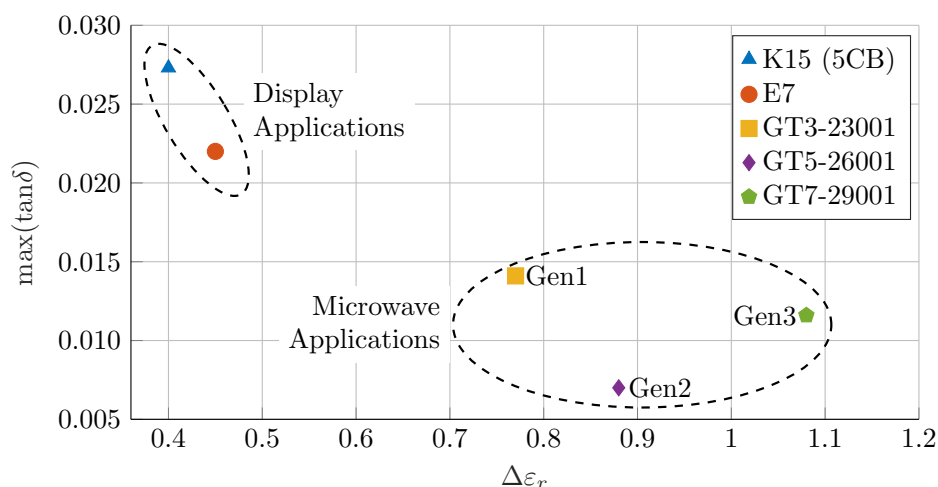 0.030
0.025
0.020
0.015
0.010
0.005
max(tanδ)
0.4 0.5 0.6 0.7 0.8 0.9 1 1.1 1.2
Δε_r
Display
Applications
Microwave
Applications
Gen1
Gen2
Gen3
K15 (5CB)
E7
GT3-23001
GT5-26001
GT7-29001